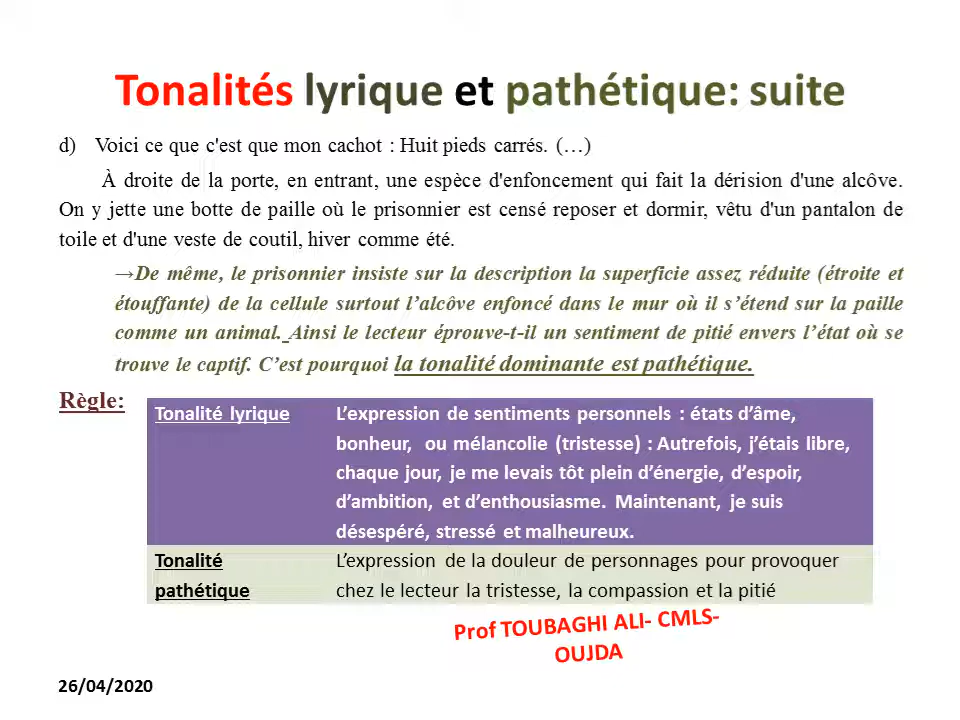 Tonalités lyrique et pathétique: suite
d) Voici ce que c'est que mon cachot : Huit pieds carrés. (…)
À droite de la porte, en entrant, une espèce d'enfoncement qui fait la dérision d'une alcôve.
On y jette une botte de paille où le prisonnier est censé reposer et dormir, vêtu d'un pantalon de
toile et d'une veste de coutil, hiver comme été.
→De même, le prisonnier insiste sur la description la superficie assez réduite (étroite et
étouffante) de la cellule surtout l’alcôve enfoncé dans le mur où il s’étend sur la paille
comme un animal. Ainsi le lecteur éprouve-t-il un sentiment de pitié envers l’état où se
trouve le captif. C’est pourquoi la tonalité dominante est pathétique.
Règle:
Tonalité lyrique L’expression de sentiments personnels : états d’âme,
bonheur, ou mélancolie (tristesse) : Autrefois, j’étais libre,
chaque jour, je me levais tôt plein d’énergie, d’espoir,
d’ambition, et d’enthousiasme. Maintenant, je suis
désespéré, stressé et malheureux.
Tonalité L’expression de la douleur de personnages pour provoquer
pathétique chez le lecteur la tristesse, la compassion et la pitié
Prof TOUBAGHI ALI- CMLS-
OUJDA
26/04/2020